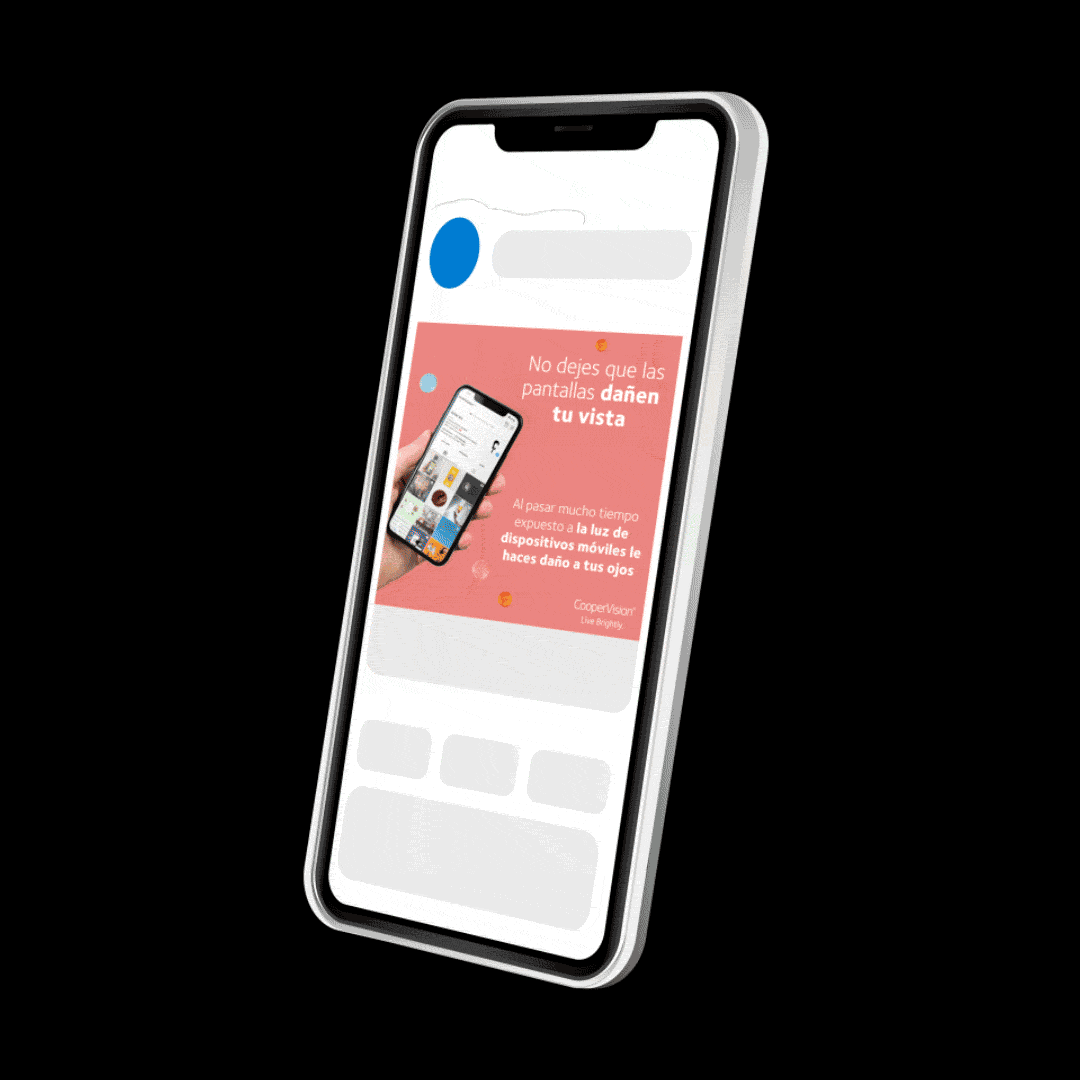 No dejes que las
pantallas dañen
tu vista
Al pasar mucho tiempo
expuesto a la luz de
dispositivos móviles le
haces daño a tus ojos
CooperVision®
Live Brightly.